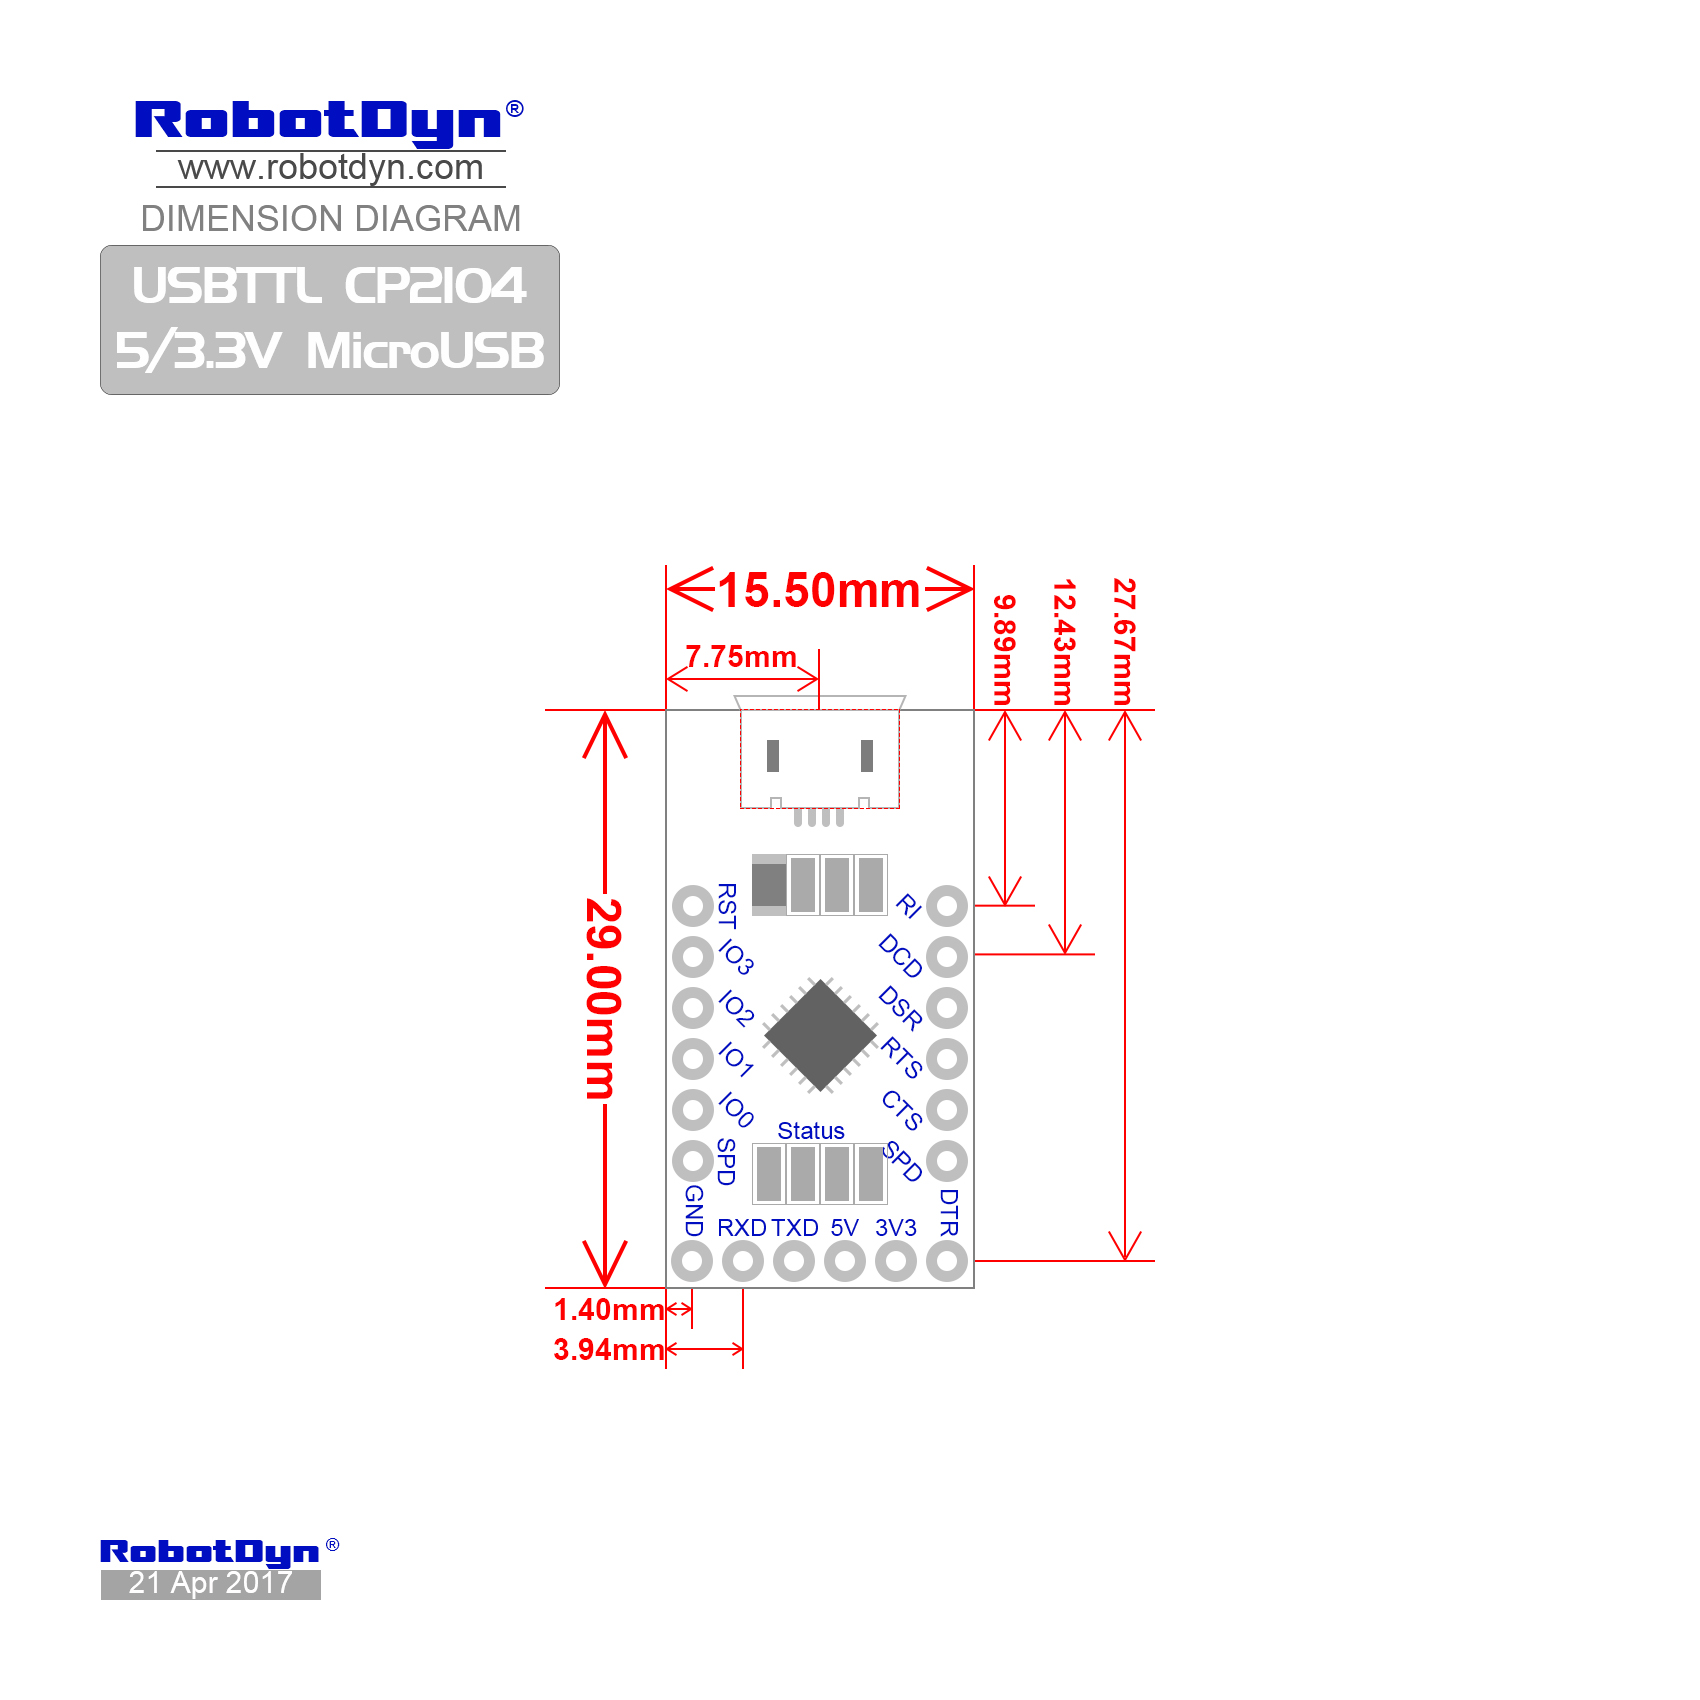 RobotDyn®
www.robotdyn.com
DIMENSION DIAGRAM
USBTTL CP2104
5/3.3V MicroUSB
15.50mm
7.75mm
9.89mm
12.43mm
27.67mm
29.00mm
RST
IO3
IO2
IO1
IO0
SPD
GND
RI
DCD
DSR
RTS
CTS
SPD
DTR
Status
RXD TXD 5V 3V3
1.40mm
3.94mm
RobotDyn®
21 Apr 2017